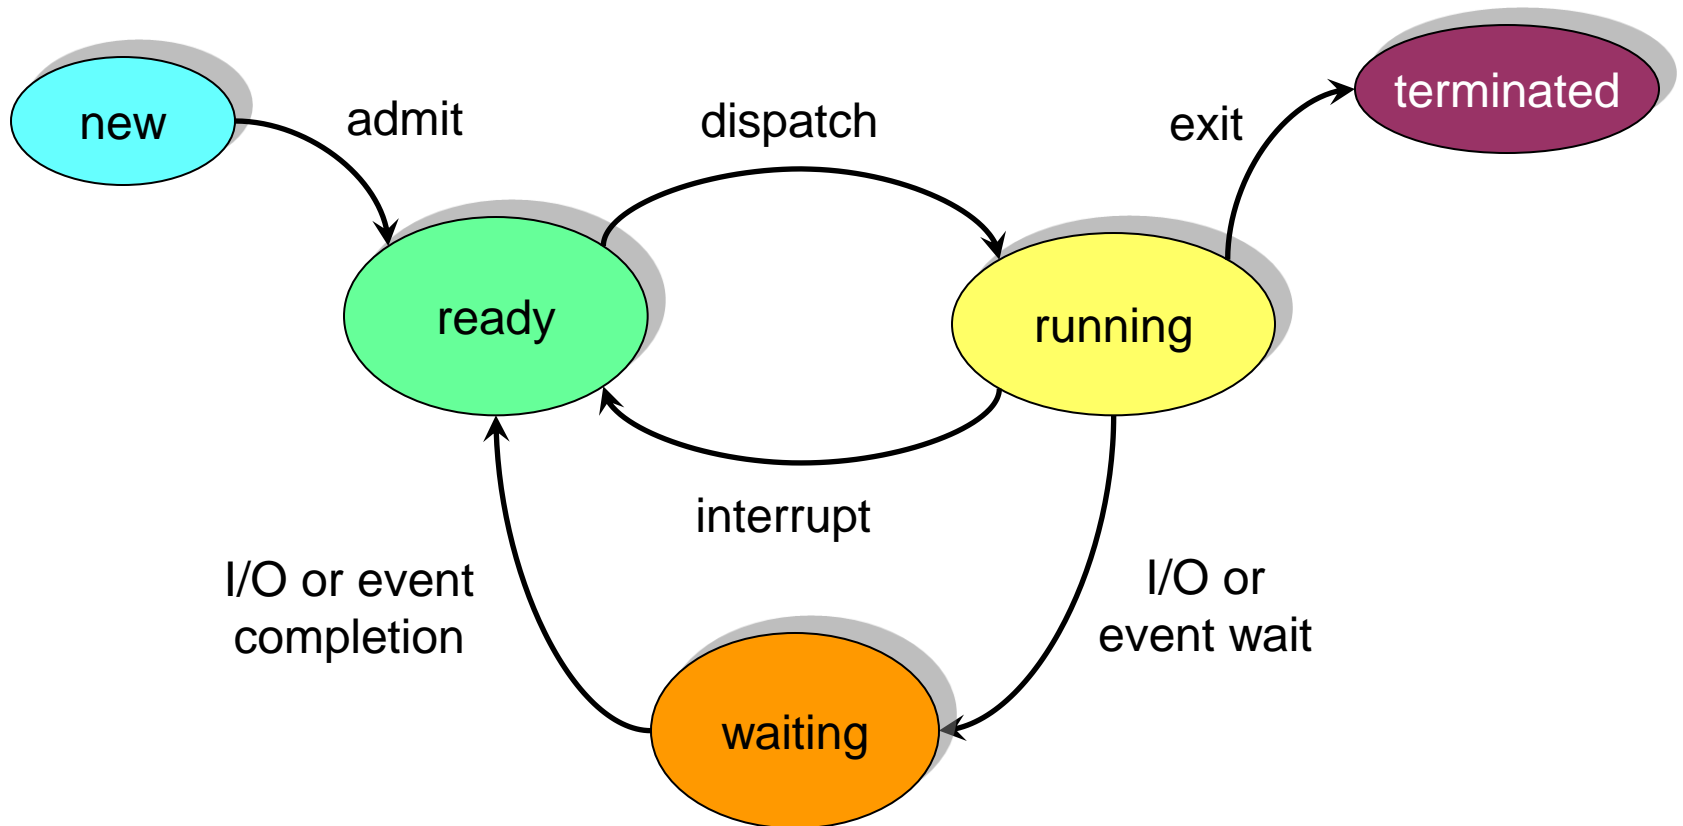 new
admit
dispatch
exit
terminated
ready
running
interrupt
I/O or event
completion
I/O or
event wait
waiting